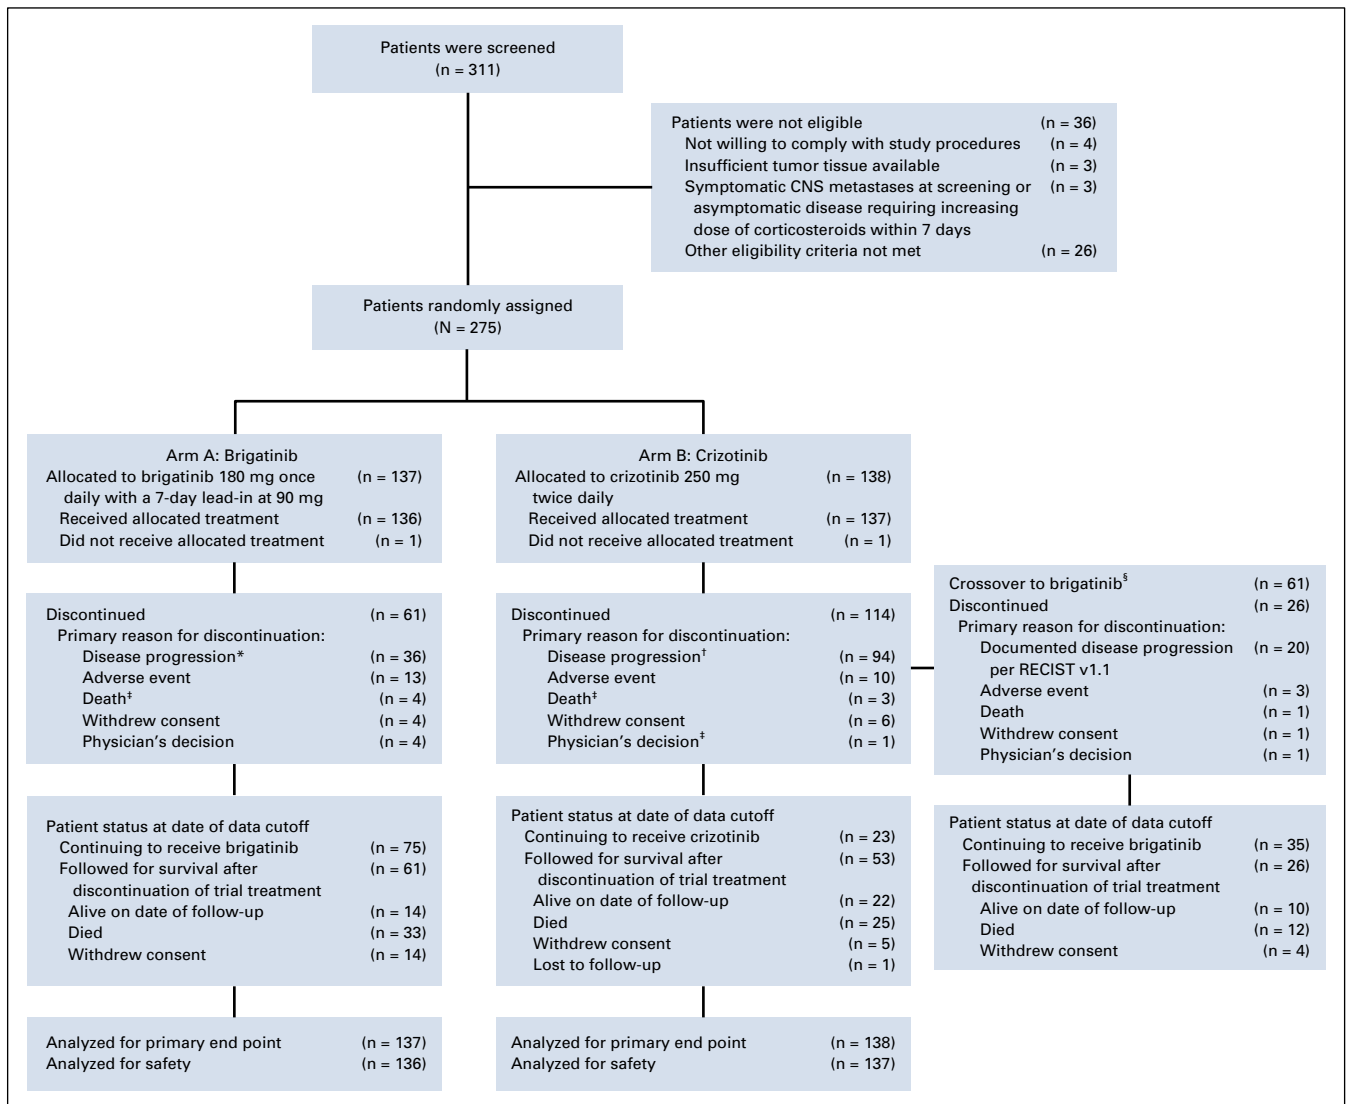 Patients were screened
(n = 311)
Patients were not eligible (n = 36)
Not willing to comply with study procedures (n = 4)
Insufficient tumor tissue available (n = 3)
Symptomatic CNS metastases at screening or (n = 3)
asymptomatic disease requiring increasing
dose of corticosteroids within 7 days
Other eligibility criteria not met (n = 26)
Patients randomly assigned
(N = 275)
Arm A: Brigatinib
Allocated to brigatinib 180 mg once (n = 137)
daily with a 7-day lead-in at 90 mg
Received allocated treatment (n = 136)
Did not receive allocated treatment (n = 1)
Arm B: Crizotinib
Allocated to crizotinib 250 mg (n = 138)
twice daily
Received allocated treatment (n = 137)
Did not receive allocated treatment (n = 1)
Discontinued (n = 61)
Primary reason for discontinuation:
Disease progression* (n = 36)
Adverse event (n = 13)
Death‡ (n = 4)
Withdrew consent (n = 4)
Physician's decision (n = 4)
Discontinued (n = 114)
Primary reason for discontinuation:
Disease progression† (n = 94)
Adverse event (n = 10)
Death‡ (n = 3)
Withdrew consent (n = 6)
Physician's decision‡ (n = 1)
Crossover to brigatinib§ (n = 61)
Discontinued (n = 26)
Primary reason for discontinuation:
Documented disease progression (n = 20)
per RECIST v1.1
Adverse event (n = 3)
Death (n = 1)
Withdrew consent (n = 1)
Physician's decision (n = 1)
Patient status at date of data cutoff
Continuing to receive brigatinib (n = 75)
Followed for survival after (n = 61)
discontinuation of trial treatment
Alive on date of follow-up (n = 14)
Died (n = 33)
Withdrew consent (n = 14)
Patient status at date of data cutoff
Continuing to receive crizotinib (n = 23)
Followed for survival after (n = 53)
discontinuation of trial treatment
Alive on date of follow-up (n = 22)
Died (n = 25)
Withdrew consent (n = 5)
Lost to follow-up (n = 1)
Patient status at date of data cutoff
Continuing to receive brigatinib (n = 35)
Followed for survival after (n = 26)
discontinuation of trial treatment
Alive on date of follow-up (n = 10)
Died (n = 12)
Withdrew consent (n = 4)
Analyzed for primary end point (n = 137)
Analyzed for safety (n = 136)
Analyzed for primary end point (n = 138)
Analyzed for safety (n = 137)